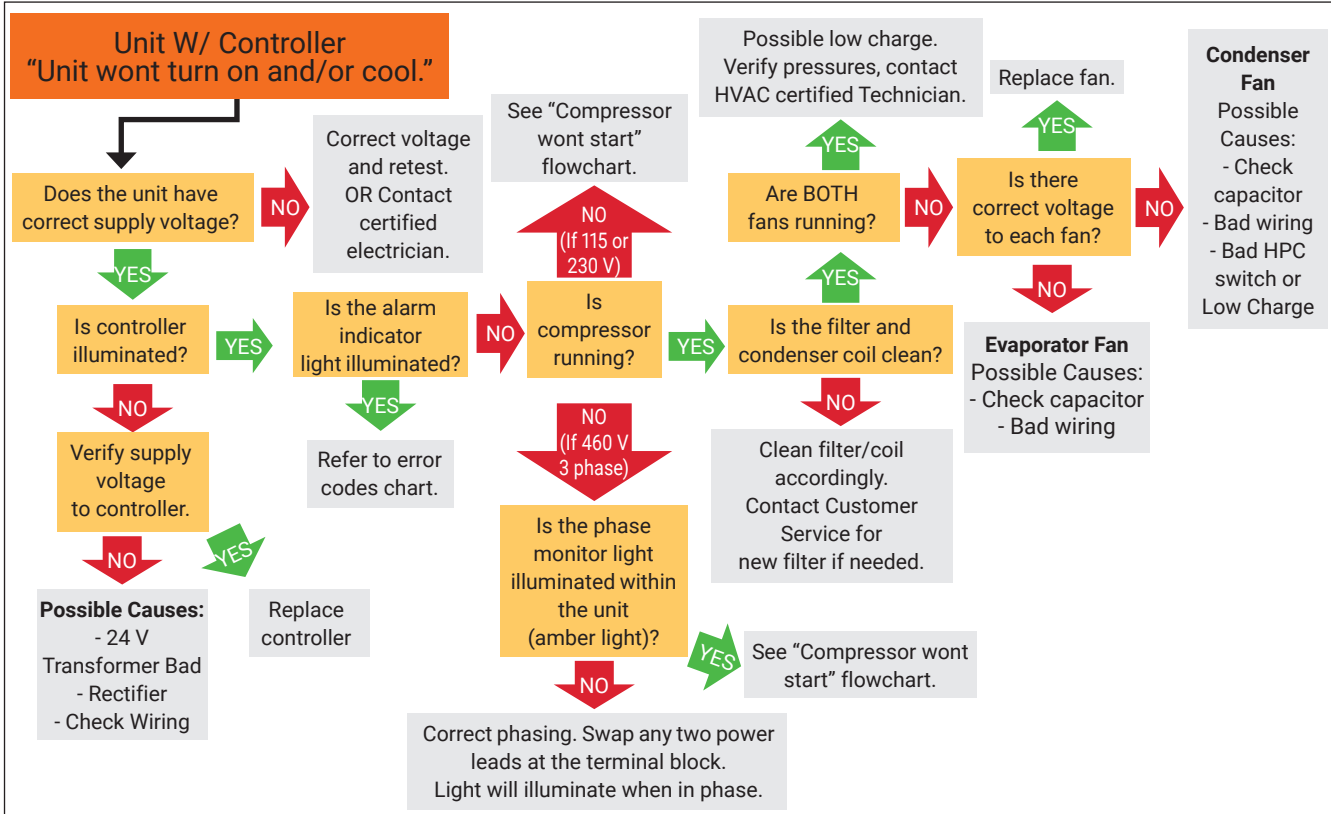 Unit W/ Controller
“Unit wont turn on and/or cool.”
Does the unit have
correct supply voltage?
NO
Correct voltage
and retest.
OR Contact
certified
electrician.
YES
Is controller
illuminated?
YES
Is the alarm
indicator
light illuminated?
NO
Is
compressor
running?
YES
Is the filter and
condenser coil clean?
NO
Verify supply
voltage
to controller.
NO
YES
Possible Causes:
- 24 V
Transformer Bad
- Rectifier
- Check Wiring
Replace
controller
YES
Refer to error
codes chart.
NO
(If 115 or
230 V)
See “Compressor
wont start”
flowchart.
NO
(If 460 V
3 phase)
Is the phase
monitor light
illuminated within
the unit
(amber light)?
YES
See “Compressor wont
start” flowchart.
NO
Correct phasing. Swap any two power
leads at the terminal block.
Light will illuminate when in phase.
NO
Clean filter/coil
accordingly.
Contact Customer
Service for
new filter if needed.
YES
Are BOTH
fans running?
YES
Possible low charge.
Verify pressures, contact
HVAC certified Technician.
NO
Is there
correct voltage
to each fan?
YES
Replace fan.
NO
Evaporator Fan
Possible Causes:
- Check capacitor
- Bad wiring
NO
Condenser
Fan
Possible
Causes:
- Check
capacitor
- Bad wiring
- Bad HPC
switch or
Low Charge